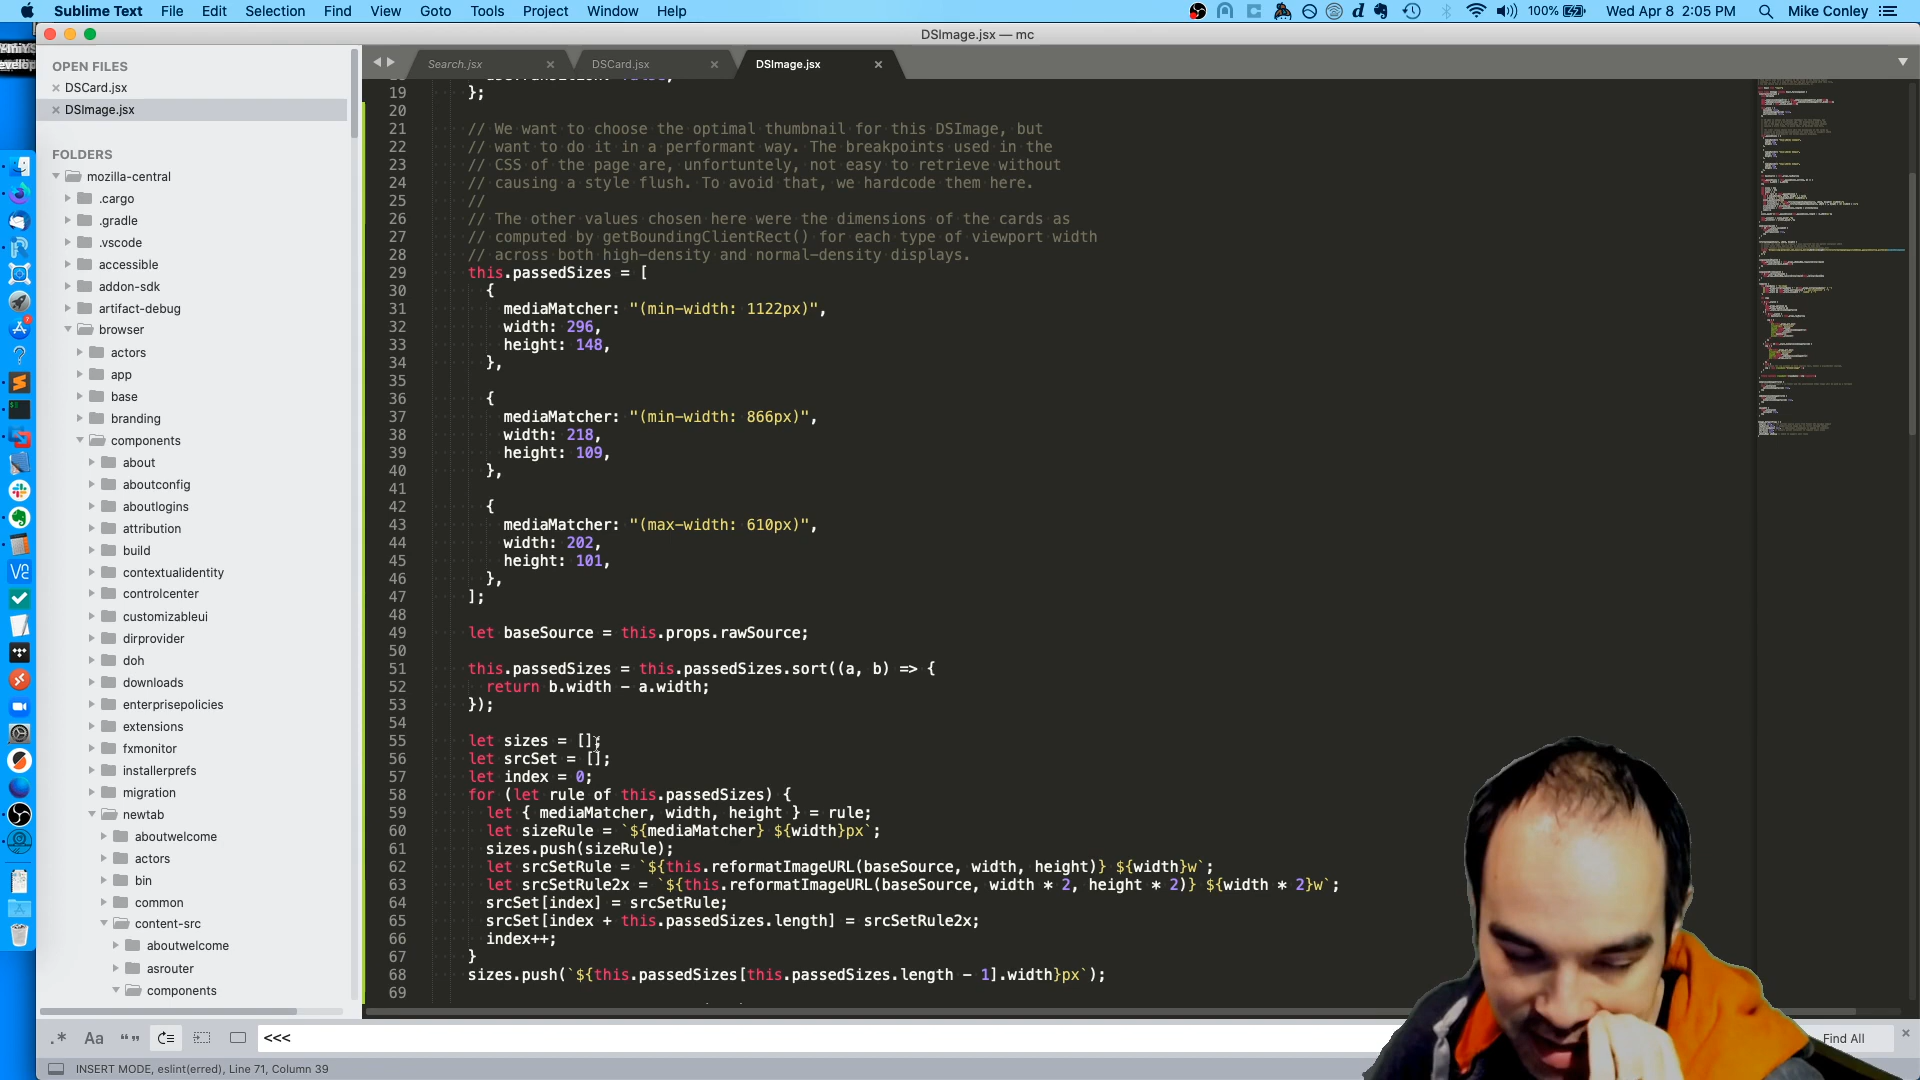 Sublime Text File Edit Selection Find View Goto Tools Project Window Help 100% Wed Apr 8 2:05 PM Mike Conley
DSImage.jsx — mc
OPEN FILES
DSCard.jsx
DSImage.jsx
FOLDERS
mozilla-central
.cargo
.gradle
.vscode
accessible
addon-sdk
artifact-debug
browser
actors
app
base
branding
components
about
aboutconfig
aboutlogins
attribution
build
contextualidentity
controlcenter
customizableui
dirprovider
doh
downloads
enterprisepolicies
extensions
fxmonitor
installerprefs
migration
newtab
aboutwelcome
actors
bin
common
content-src
aboutwelcome
asrouter
components
Search.jsx DSCard.jsx DSImage.jsx
19 };
20
21 // We want to choose the optimal thumbnail for this DSImage, but
22 // want to do it in a performant way. The breakpoints used in the
23 // CSS of the page are, unfortuntely, not easy to retrieve without
24 // causing a style flush. To avoid that, we hardcode them here.
25 //
26 // The other values chosen here were the dimensions of the cards as
27 // computed by getBoundingClientRect() for each type of viewport width
28 // across both high-density and normal-density displays.
29 this.passedSizes = [
30 {
31 mediaMatcher: "(min-width: 1122px)",
32 width: 296,
33 height: 148,
34 },
35
36 {
37 mediaMatcher: "(min-width: 866px)",
38 width: 218,
39 height: 109,
40 },
41
42 {
43 mediaMatcher: "(max-width: 610px)",
44 width: 202,
45 height: 101,
46 },
47 ];
48
49 let baseSource = this.props.rawSource;
50
51 this.passedSizes = this.passedSizes.sort((a, b) => {
52 return b.width - a.width;
53 });
54
55 let sizes = [];
56 let srcSet = [];
57 let index = 0;
58 for (let rule of this.passedSizes) {
59 let { mediaMatcher, width, height } = rule;
60 let sizeRule = `${mediaMatcher} ${width}px`;
61 sizes.push(sizeRule);
62 let srcSetRule = `${this.reformatImageURL(baseSource, width, height)} ${width}w`;
63 let srcSetRule2x = `${this.reformatImageURL(baseSource, width * 2, height * 2)} ${width * 2}w`;
64 srcSet[index] = srcSetRule;
65 srcSet[index + this.passedSizes.length] = srcSetRule2x;
66 index++;
67 }
68 sizes.push(`${this.passedSizes[this.passedSizes.length - 1].width}px`);
69
.* Aa “” <<< Find All
INSERT MODE, eslint(erred), Line 71, Column 39